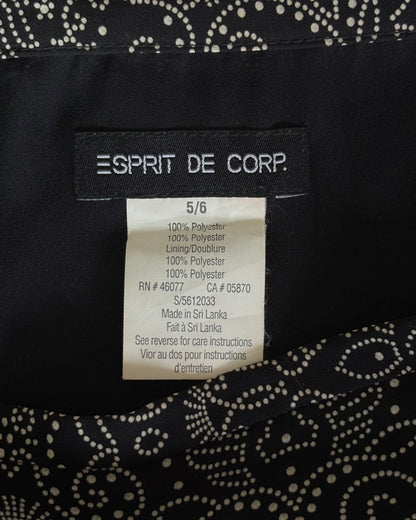 ESPRIT DE CORP.
5/6
100% Polyester
100% Polyester
Lining/Doublure
100% Polyester
100% Polyester
RN # 46077 CA # 05870
S/5612033
Made in Sri Lanka
Fait à Sri Lanka
See reverse for care instructions
Vior au dos pour instructions
d'entretien